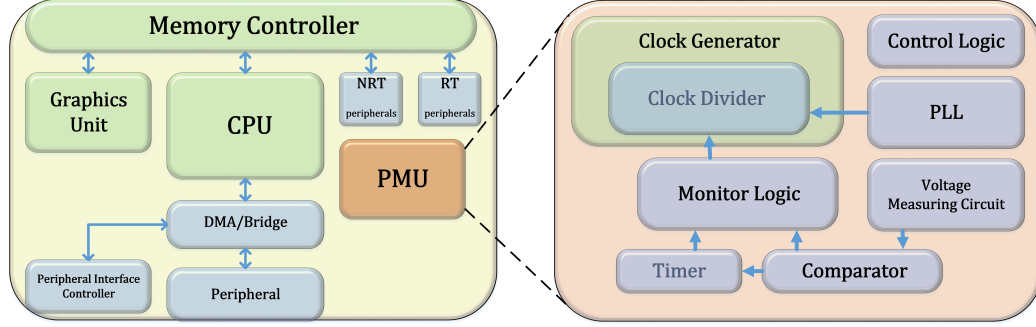 Memory Controller
Graphics
Unit
CPU
NRT
peripherals
RT
peripherals
PMU
DMA/Bridge
Peripheral Interface
Controller
Peripheral
Clock Generator
Clock Divider
Control Logic
PLL
Monitor Logic
Voltage
Measuring Circuit
Timer
Comparator